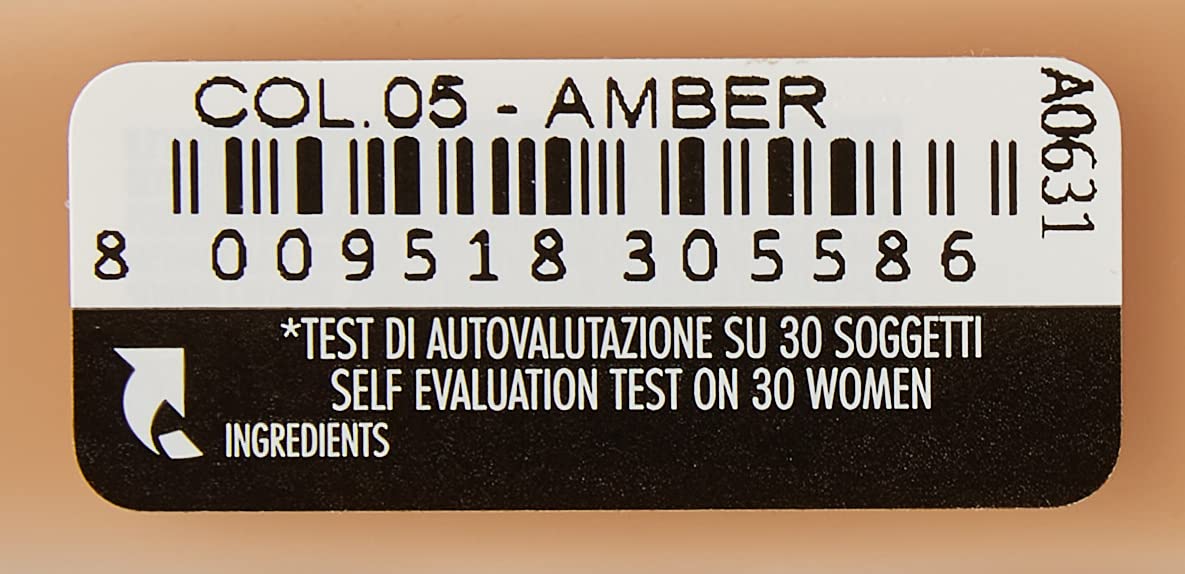 COL.05 - AMBER
A0631
8 009518 305586
*TEST DI AUTOVALUTAZIONE SU 30 SOGGETTI
SELF EVALUATION TEST ON 30 WOMEN
INGREDIENTS